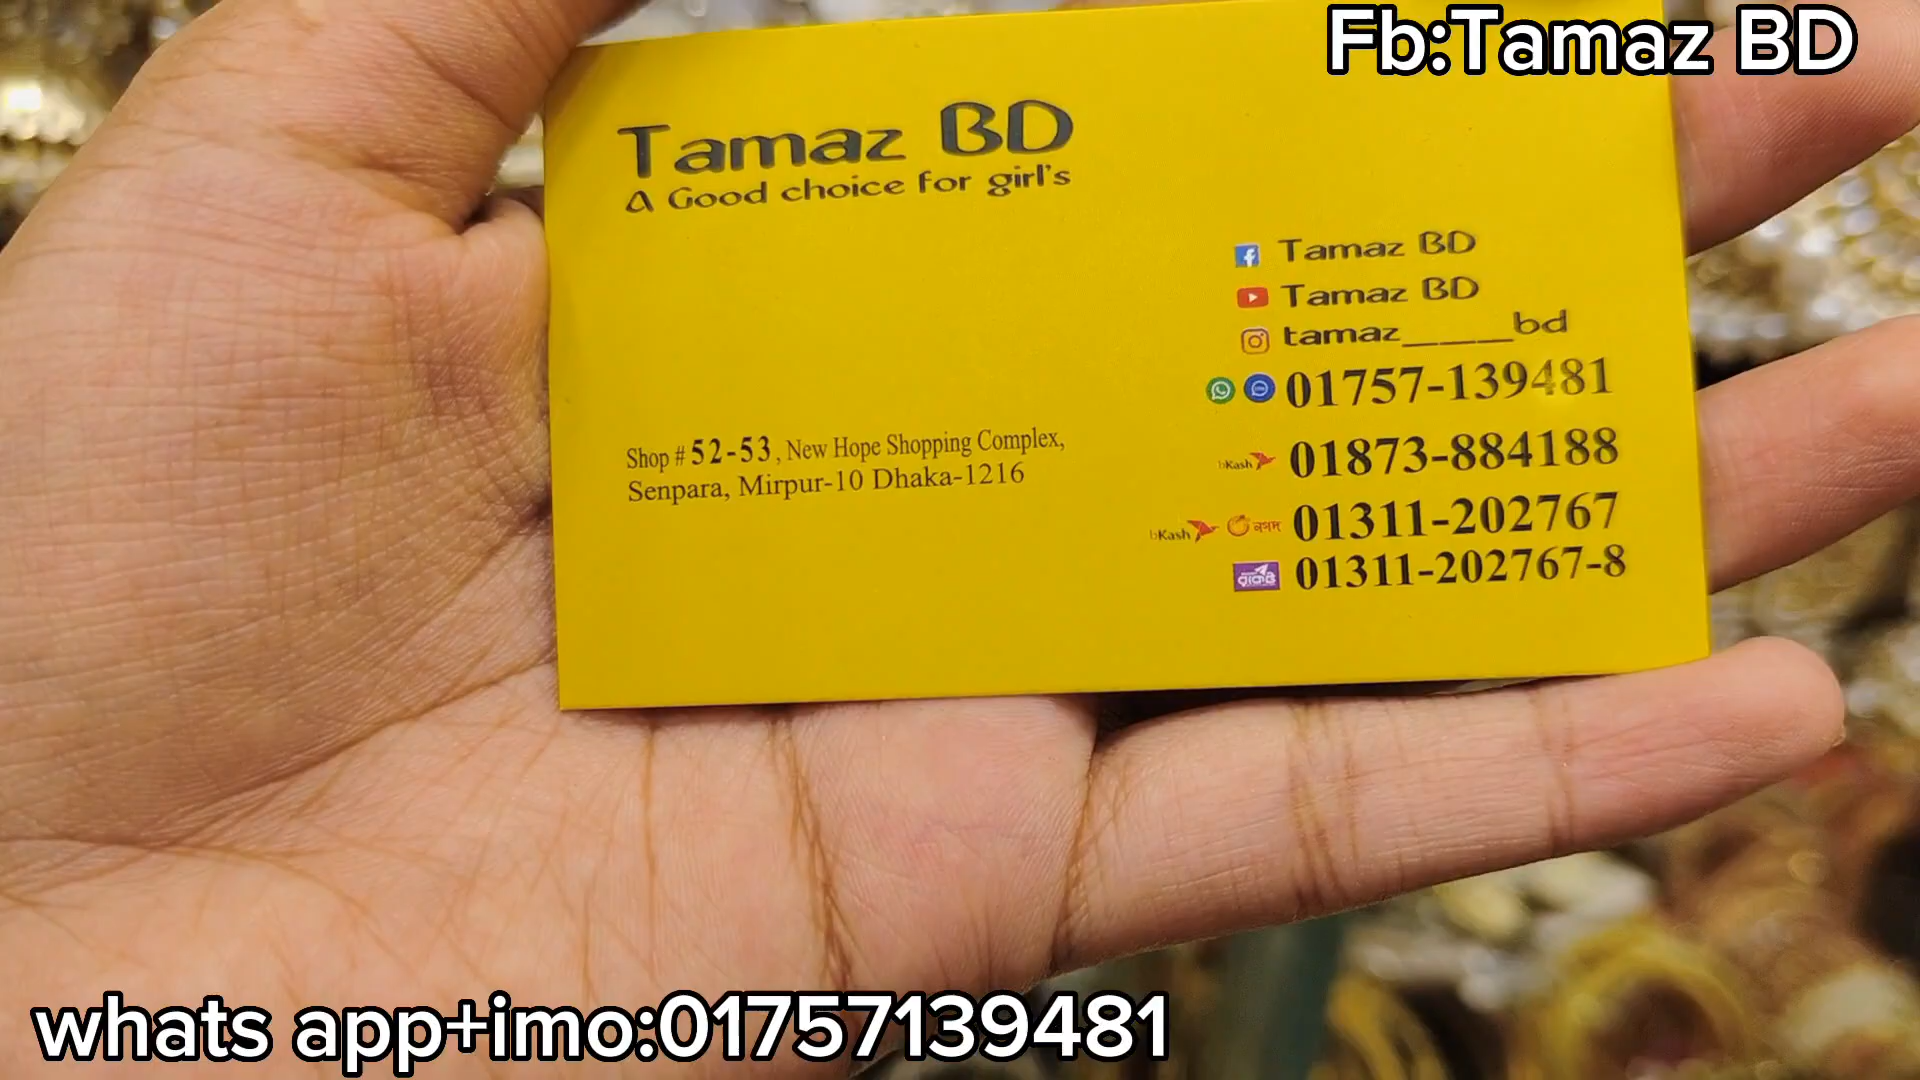 Fb:Tamaz BD
Tamaz BD
A Good choice for girl's
Tamaz BD
Tamaz BD
tamaz_____bd
01757-139481
Shop # 52-53, New Hope Shopping Complex,
Senpara, Mirpur-10 Dhaka-1216
bKash 01873-884188
bKash নগদ 01311-202767
01311-202767-8
whats app+imo:01757139481